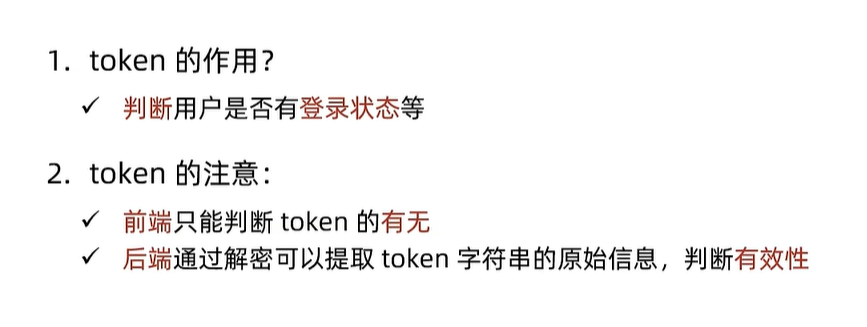 1. token 的作用?
✓ 判断用户是否有登录状态等
2. token 的注意:
✓ 前端只能判断 token 的有无
✓ 后端通过解密可以提取 token 字符串的原始信息，判断有效性